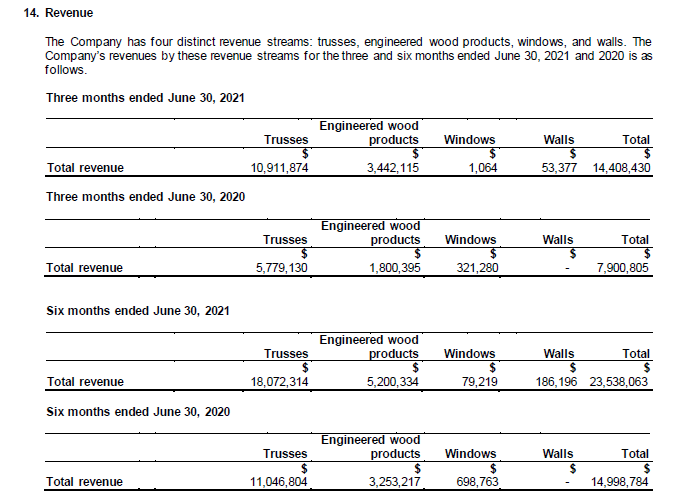 14. Revenue
The Company has four distinct revenue streams: trusses, engineered wood products, windows, and walls. The
Company's revenues by these revenue streams for the three and six months ended June 30, 2021 and 2020 is as
follows.
Three months ended June 30, 2021
Engineered wood
Trusses products Windows Walls Total
$ $ $ $ $
Total revenue 10,911,874 3,442,115 1,064 53,377 14,408,430
Three months ended June 30, 2020
Engineered wood
Trusses products Windows Walls Total
$ $ $ $ $
Total revenue 5,779,130 1,800,395 321,280 - 7,900,805
Six months ended June 30, 2021
Engineered wood
Trusses products Windows Walls Total
$ $ $ $ $
Total revenue 18,072,314 5,200,334 79,219 186,196 23,538,063
Six months ended June 30, 2020
Engineered wood
Trusses products Windows Walls Total
$ $ $ $ $
Total revenue 11,046,804 3,253,217 698,763 - 14,998,784